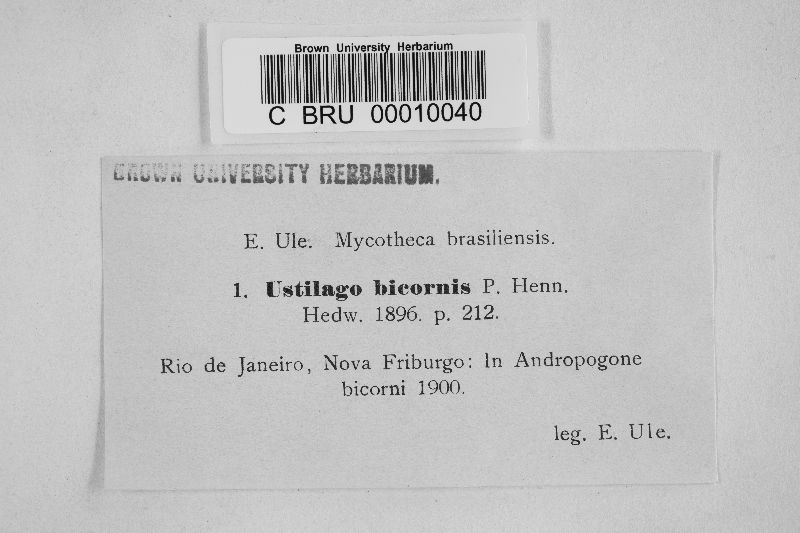 Brown University Herbarium
C BRU 00010040
BROWN UNIVERSITY HERBARIUM.
E. Ule. Mycotheca brasiliensis.
1. Ustilago bicornis P. Henn.
Hedw. 1896. p. 212.
Rio de Janeiro, Nova Friburgo: In Andropogone
bicorni 1900.
leg. E. Ule.